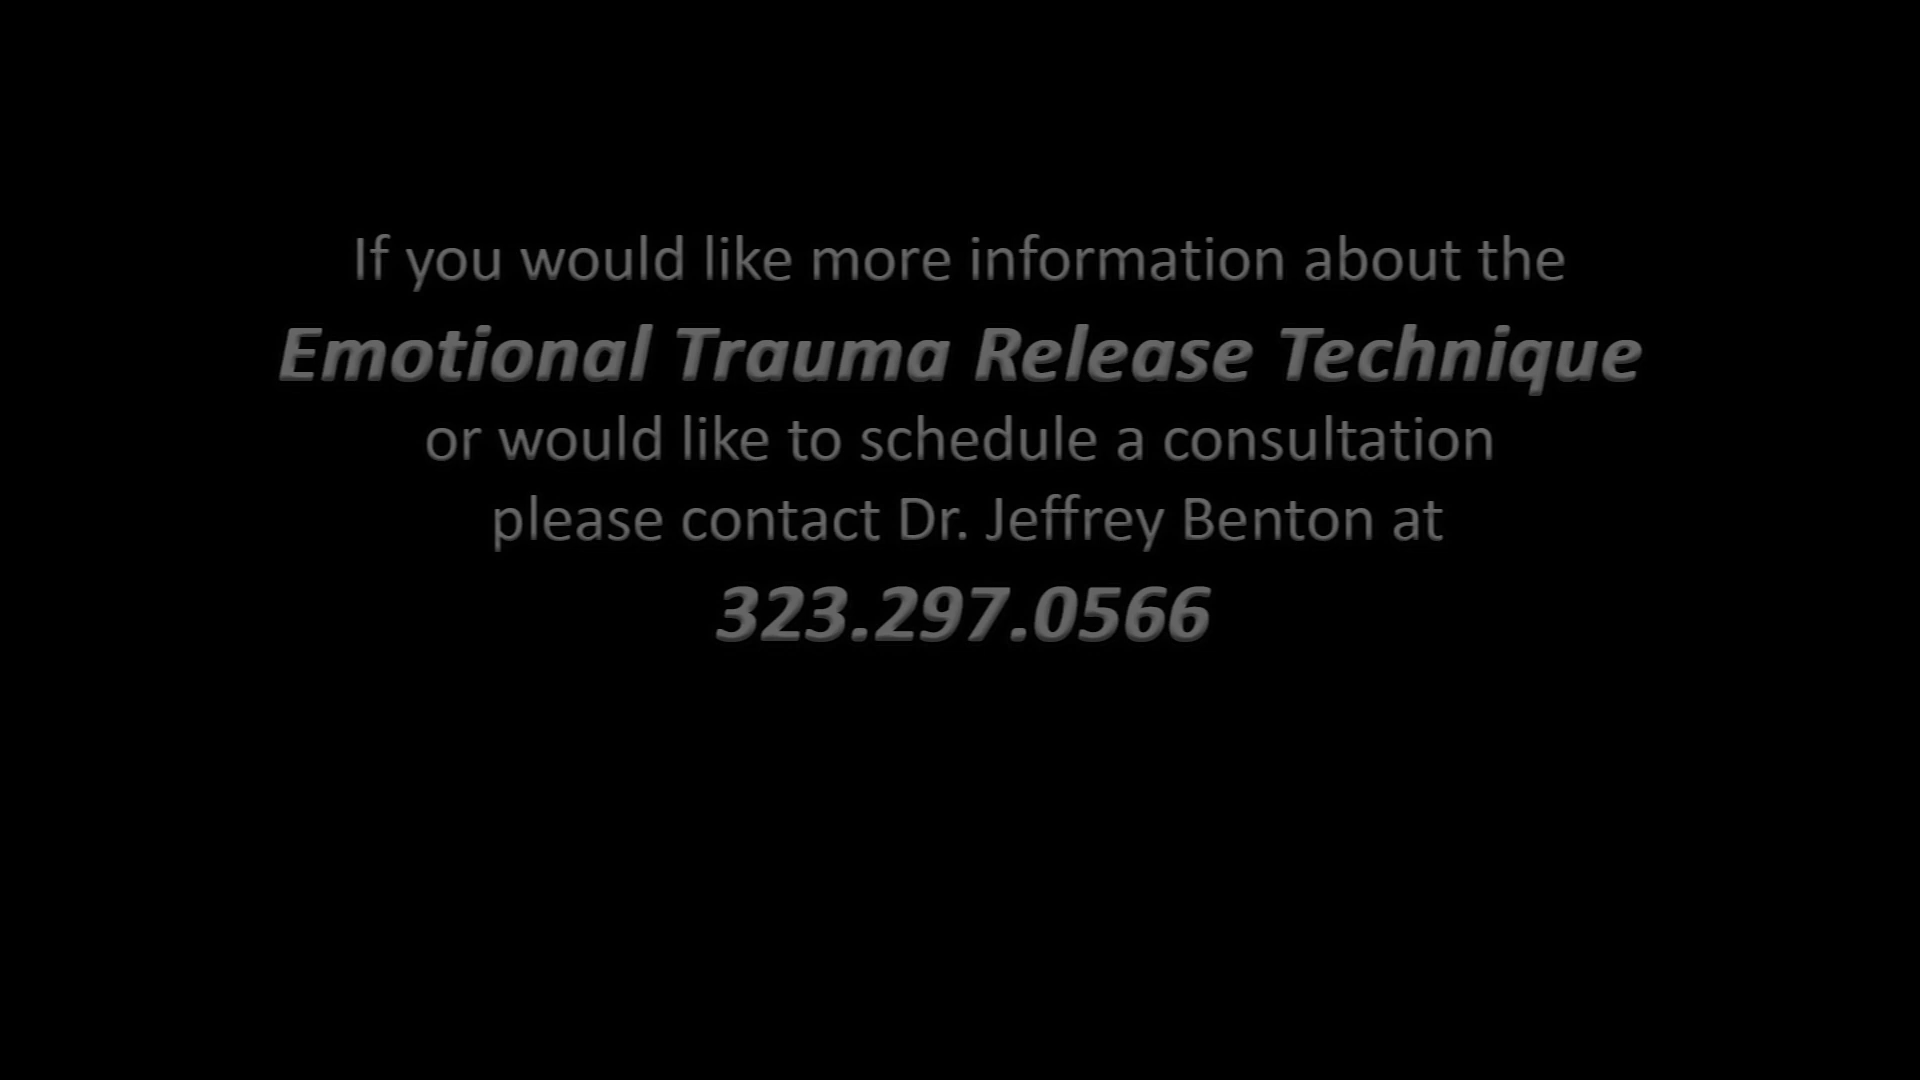 If you would like more information about the
Emotional Trauma Release Technique
or would like to schedule a consultation
please contact Dr. Jeffrey Benton at
323.297.0566